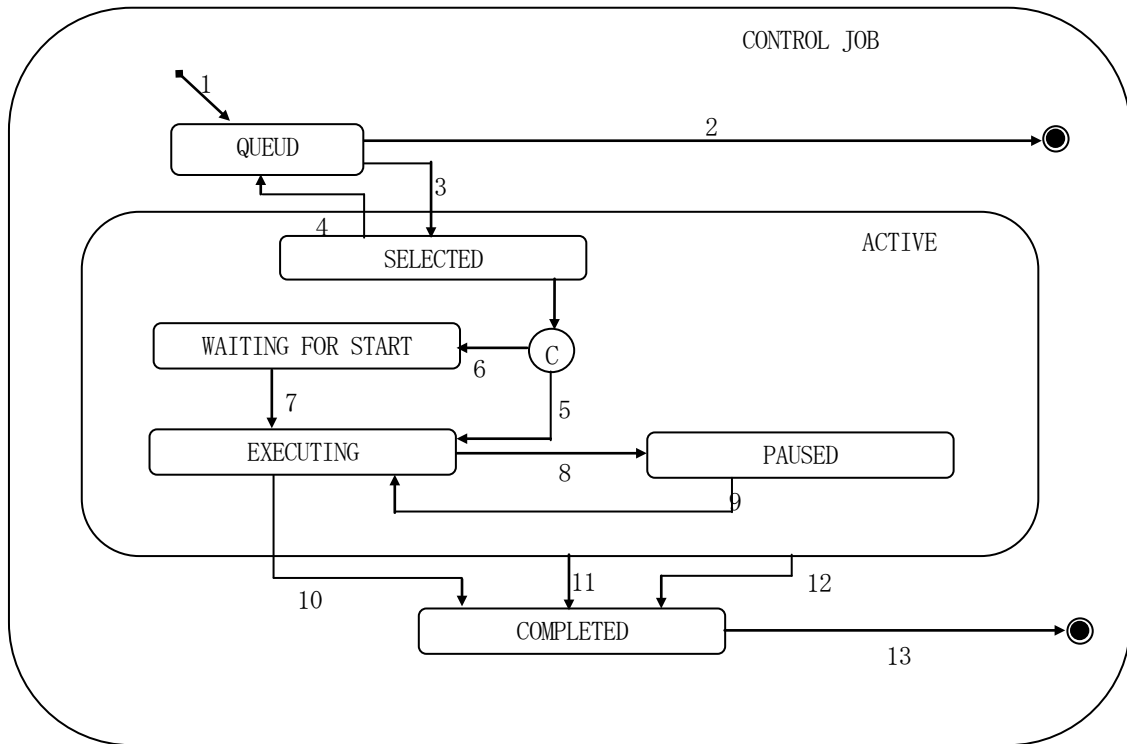 CONTROL JOB
1
QUEUD
2
3
4
ACTIVE
SELECTED
WAITING FOR START
6
C
7
5
EXECUTING
8
PAUSED
9
10
11
12
COMPLETED
13